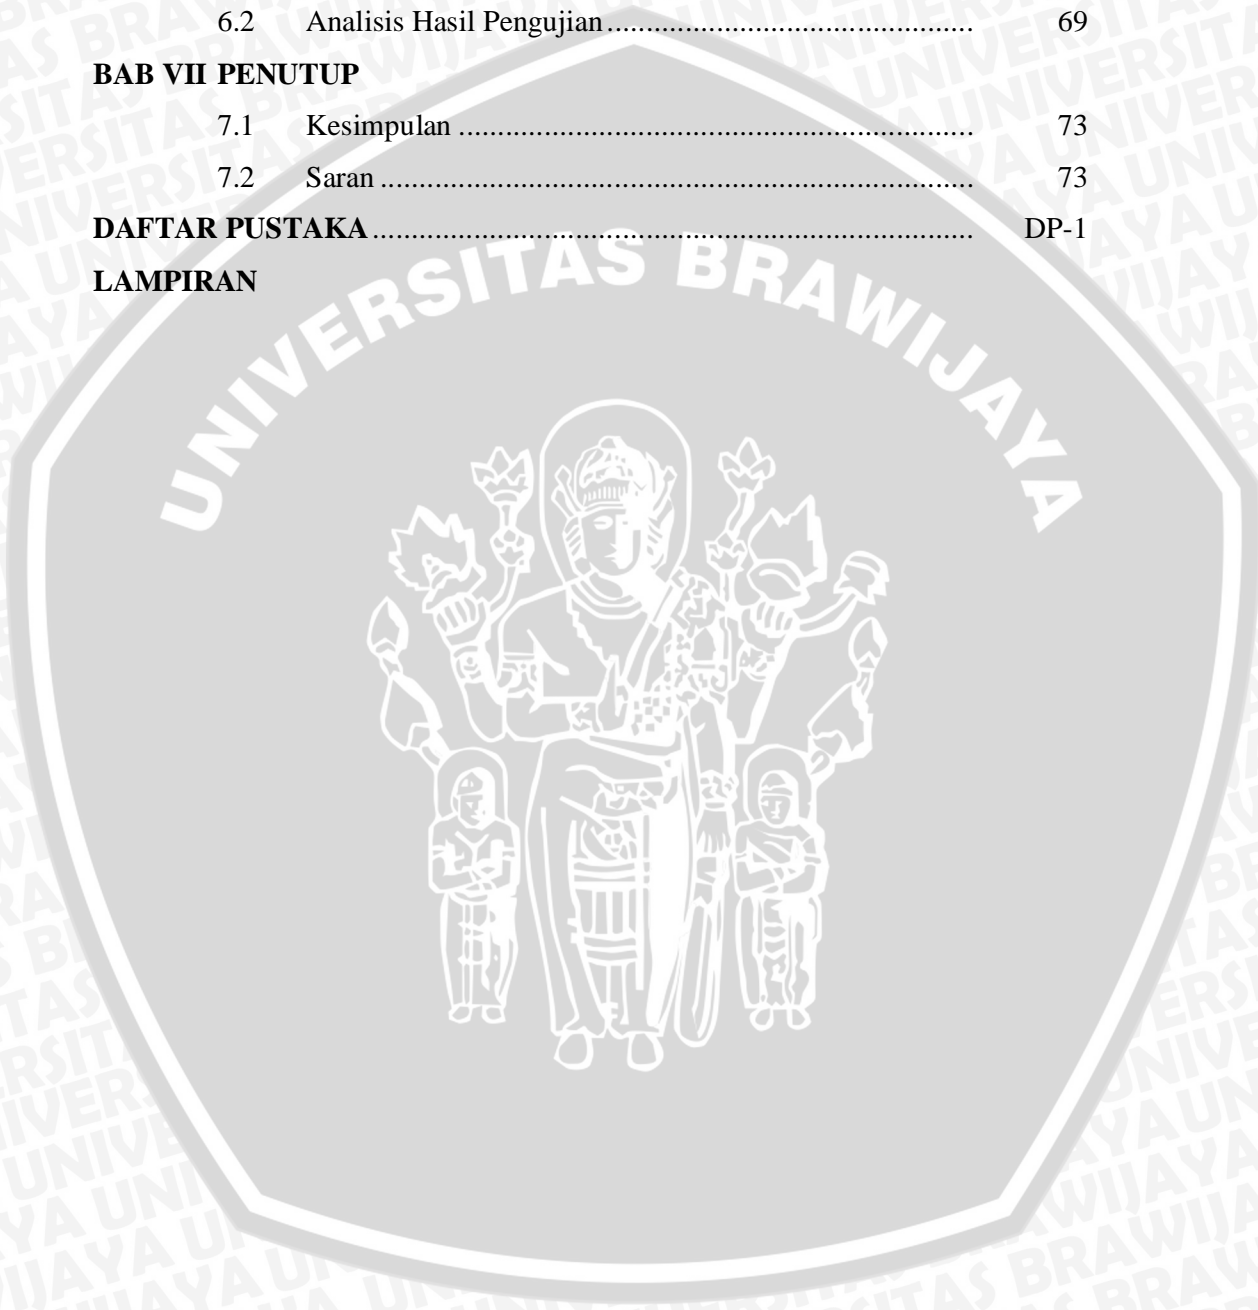 6.2 Analisis Hasil Pengujian ............................................... 69
BAB VII PENUTUP
7.1 Kesimpulan .................................................................. 73
7.2 Saran ............................................................................ 73
DAFTAR PUSTAKA ............................................................................. DP-1
LAMPIRAN
UNIVERSITAS BRAWIJAYA